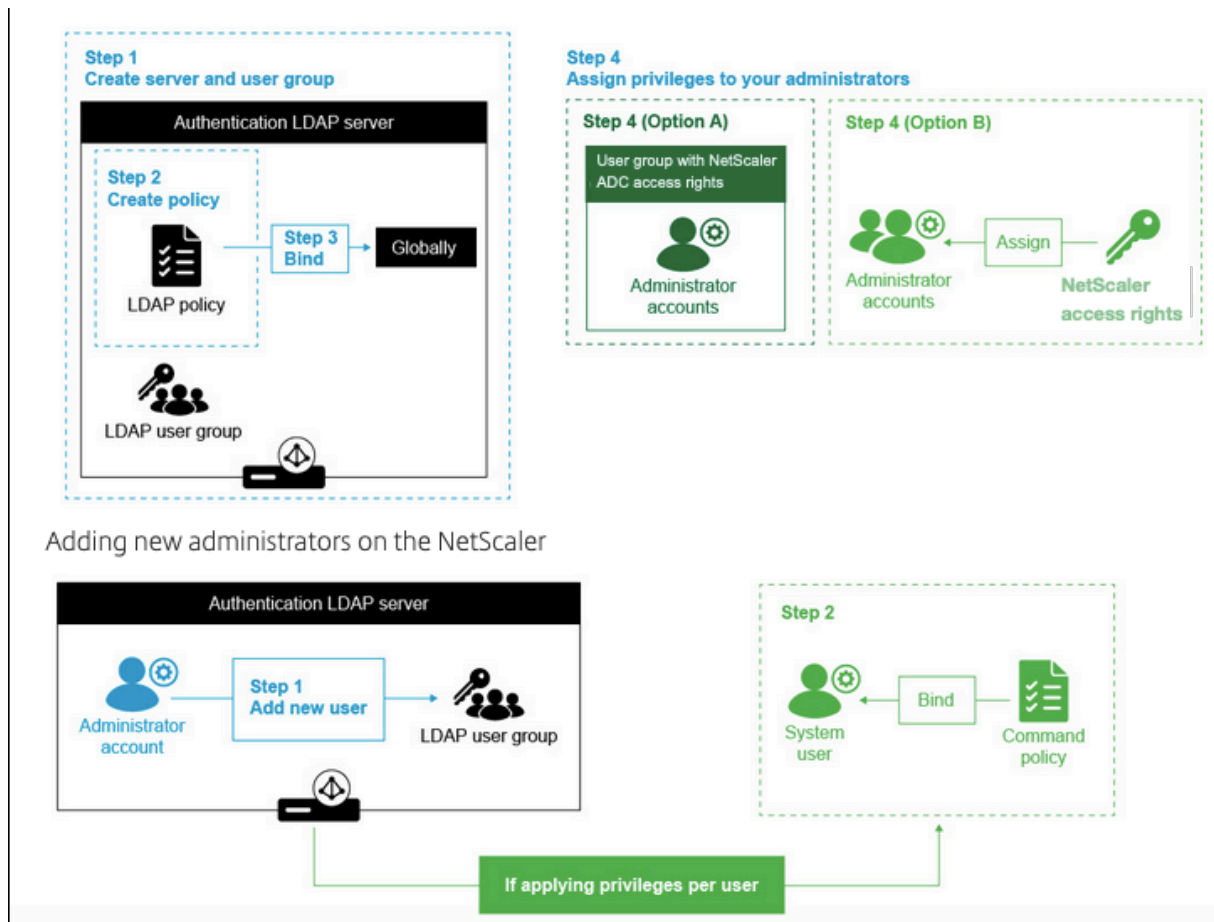 Step 1
Create server and user group
Authentication LDAP server
Step 2
Create policy
LDAP policy
Step 3
Bind
Globally
LDAP user group
Step 4
Assign privileges to your administrators
Step 4 (Option A)
User group with NetScaler
ADC access rights
Administrator
accounts
Step 4 (Option B)
Administrator
accounts
Assign
NetScaler
access rights
Adding new administrators on the NetScaler
Authentication LDAP server
Administrator
account
Step 1
Add new user
LDAP user group
Step 2
System
user
Bind
Command
policy
If applying privileges per user